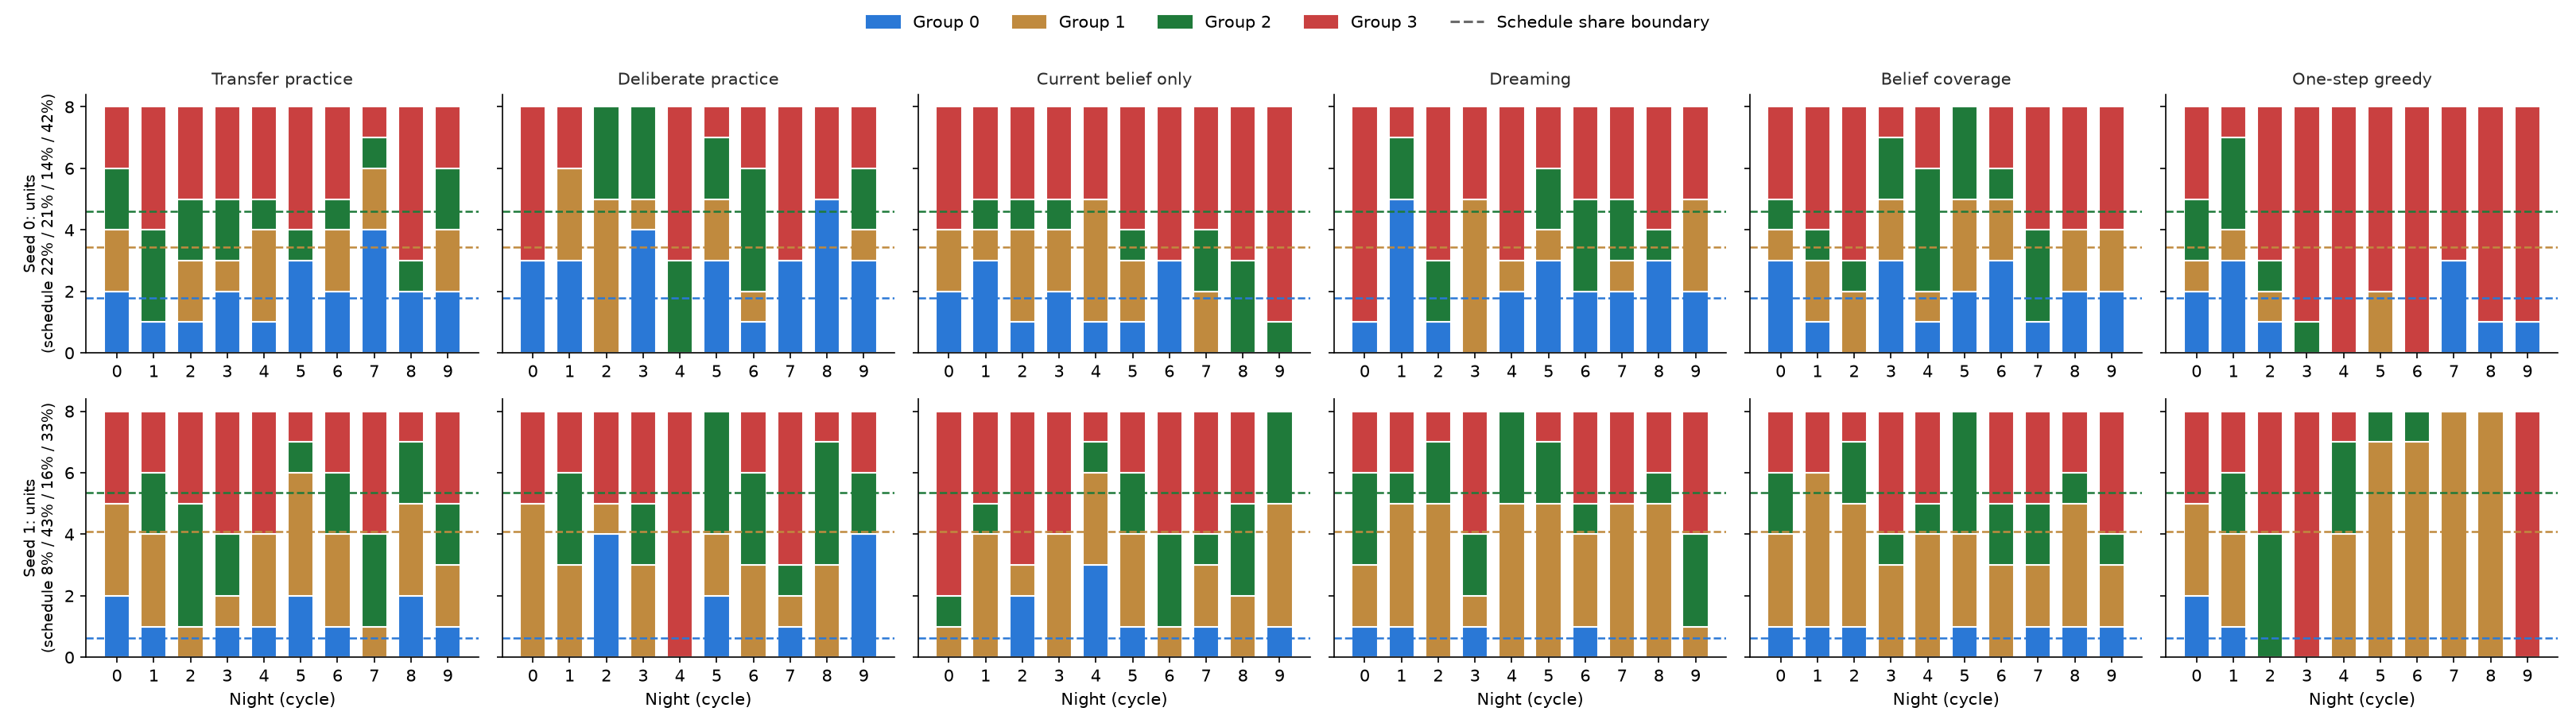 Group 0 Group 1 Group 2 Group 3 Schedule share boundary
Transfer practice Deliberate practice Current belief only Dreaming Belief coverage One-step greedy
Seed 0: units
(schedule 22% / 21% / 14% / 42%)
8
6
4
2
0
0 1 2 3 4 5 6 7 8 9 0 1 2 3 4 5 6 7 8 9 0 1 2 3 4 5 6 7 8 9 0 1 2 3 4 5 6 7 8 9 0 1 2 3 4 5 6 7 8 9 0 1 2 3 4 5 6 7 8 9
Seed 1: units
(schedule 8% / 43% / 16% / 33%)
8
6
4
2
0
0 1 2 3 4 5 6 7 8 9 0 1 2 3 4 5 6 7 8 9 0 1 2 3 4 5 6 7 8 9 0 1 2 3 4 5 6 7 8 9 0 1 2 3 4 5 6 7 8 9 0 1 2 3 4 5 6 7 8 9
Night (cycle) Night (cycle) Night (cycle) Night (cycle) Night (cycle) Night (cycle)